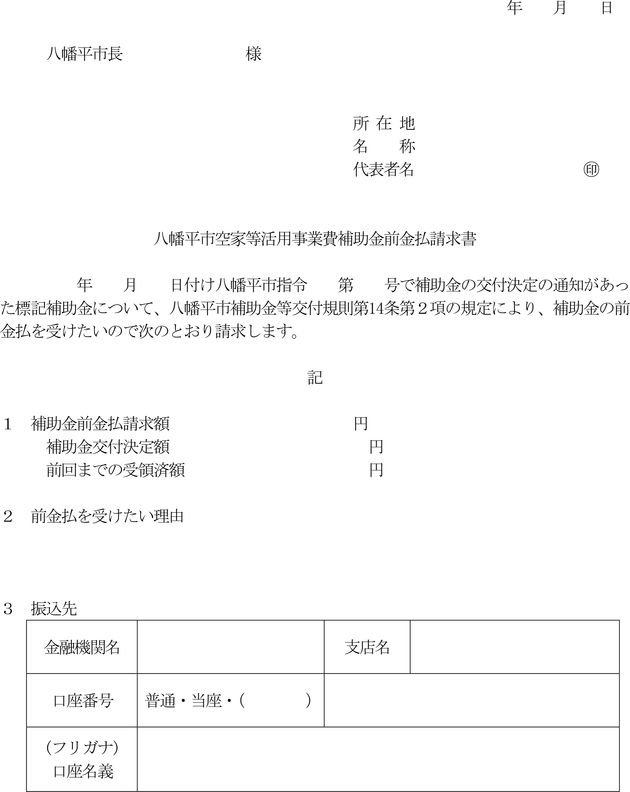 年　　月　　日
八幡平市長　　　　　　　　様
所 在 地
名　　称
代表者名　　　　　　　　　　　㊞
八幡平市空家等活用事業費補助金前金払請求書
年　　月　　日付け八幡平市指令　　第　　号で補助金の交付決定の通知があっ
た標記補助金について、八幡平市補助金等交付規則第14条第２項の規定により、補助金の前
金払を受けたいので次のとおり請求します。
記
１　補助金前金払請求額　　　　　　　　　　　　円
補助金交付決定額　　　　　　　　　　　　　円
前回までの受領済額　　　　　　　　　　　　円
２　前金払を受けたい理由
３　振込先
金融機関名　　支店名
口座番号　普通・当座・（　　　　）
（フリガナ）
口座名義